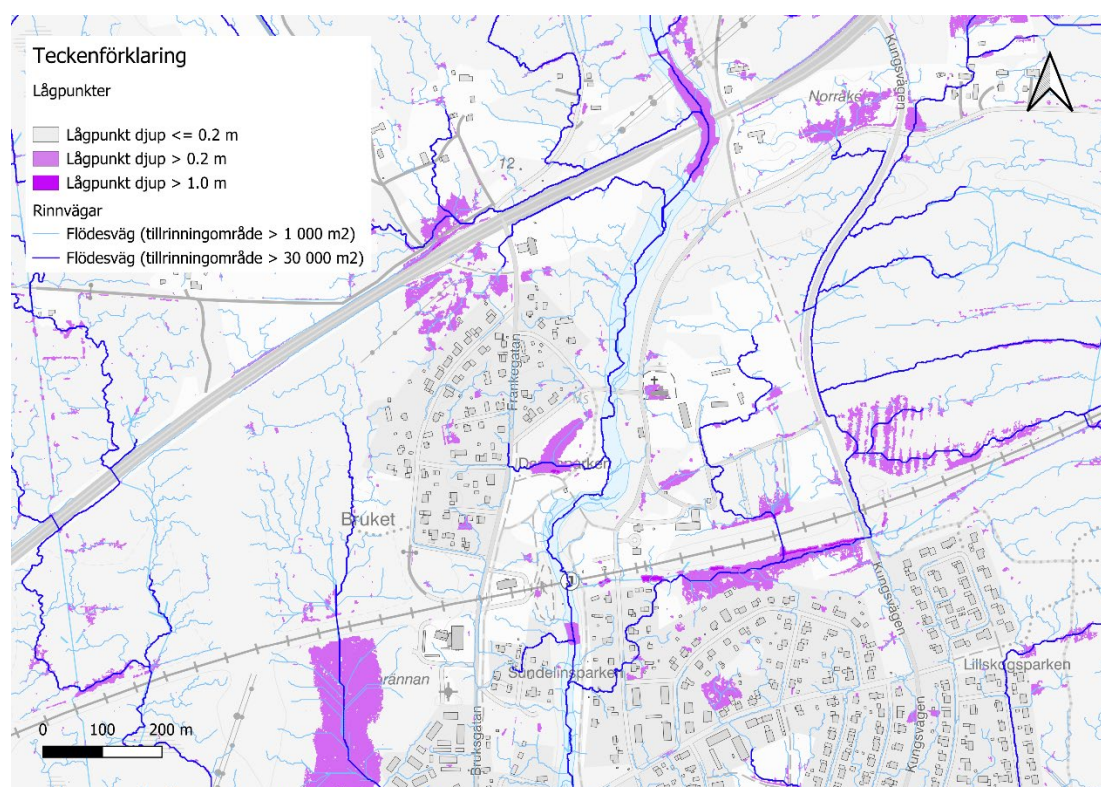 Teckenförklaring
Lågpunkter
Lågpunkt djup <= 0.2 m
Lågpunkt djup > 0.2 m
Lågpunkt djup > 1.0 m
Rinnvägar
Flödesväg (tillrinningområde > 1 000 m2)
Flödesväg (tillrinningområde > 30 000 m2)
Kungsvägen
Kungsvägen
12
Frankegatan
Bruket
Kungsvägen
Sundelinsparken
Lillskogsparken
Bruksgatan
Kungsvägen
0 100 200 m